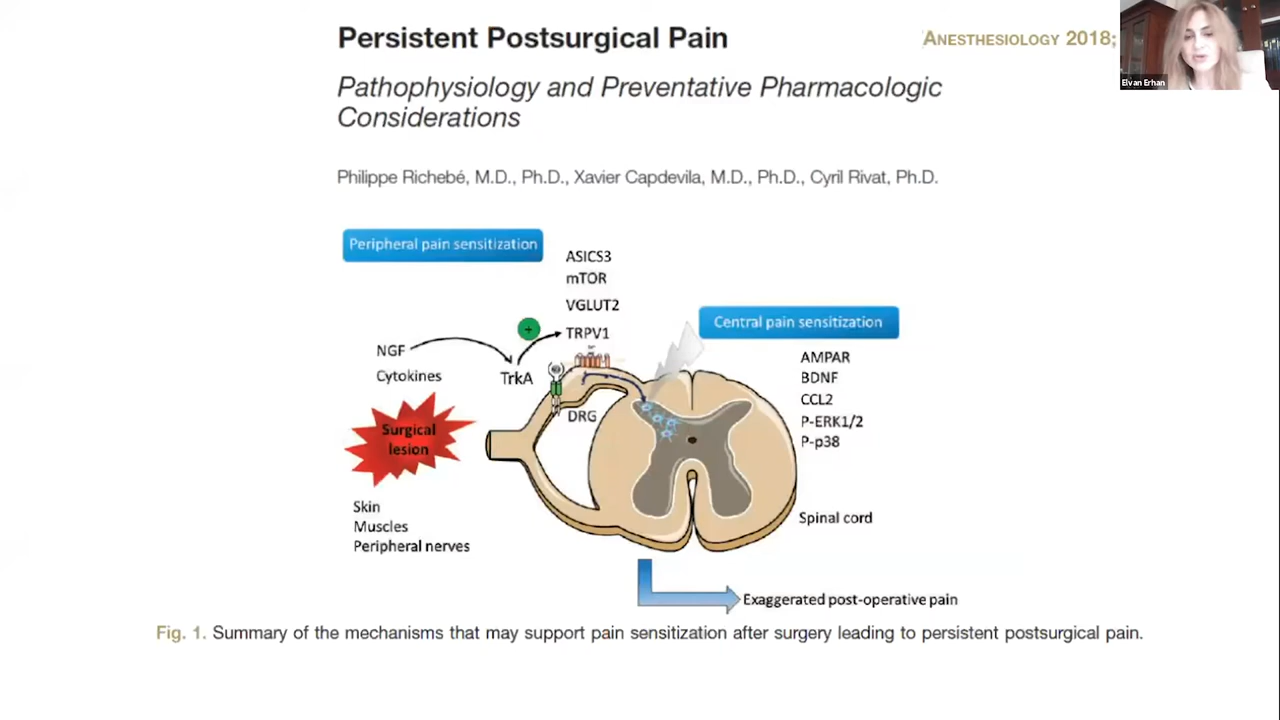 Persistent Postsurgical Pain
ANESTHESIOLOGY 2018;
Elvan Erhan
Pathophysiology and Preventative Pharmacologic
Considerations
Philippe Richebé, M.D., Ph.D., Xavier Capdevila, M.D., Ph.D., Cyril Rivat, Ph.D.
Peripheral pain sensitization
ASICS3
mTOR
VGLUT2
TRPV1
+
NGF
Cytokines
TrkA
DRG
Surgical
lesion
Skin
Muscles
Peripheral nerves
Central pain sensitization
AMPAR
BDNF
CCL2
P-ERK1/2
P-p38
Spinal cord
Exaggerated post-operative pain
Fig. 1. Summary of the mechanisms that may support pain sensitization after surgery leading to persistent postsurgical pain.